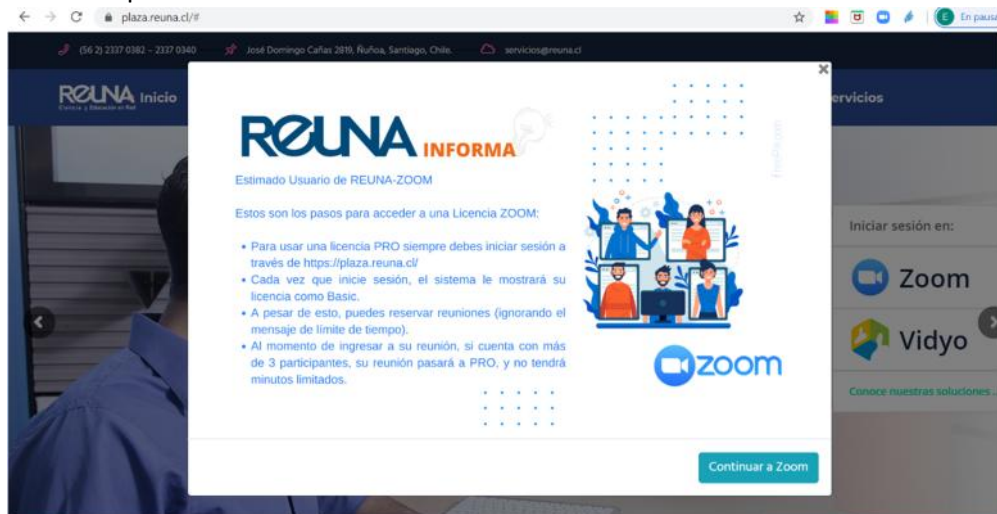 plaza.reuna.cl/#
E
En pausa
(56 2) 2337 0382 – 2337 0340
José Domingo Cañas 2819, Ñuñoa, Santiago, Chile.
servicios@reuna.cl
REUNA
Ciencia y Educación en Red
Inicio
ervicios
REUNA INFORMA
Estimado Usuario de REUNA-ZOOM
Estos son los pasos para acceder a una Licencia ZOOM:
• Para usar una licencia PRO siempre debes iniciar sesión a
través de https://plaza.reuna.cl/
• Cada vez que inicie sesión, el sistema le mostrará su
licencia como Basic.
• A pesar de esto, puedes reservar reuniones (ignorando el
mensaje de límite de tiempo).
• Al momento de ingresar a su reunión, si cuenta con más
de 3 participantes, su reunión pasará a PRO, y no tendrá
minutos limitados.
zoom
Continuar a Zoom
Iniciar sesión en:
Zoom
Vidyo
Conoce nuestras soluciones ..